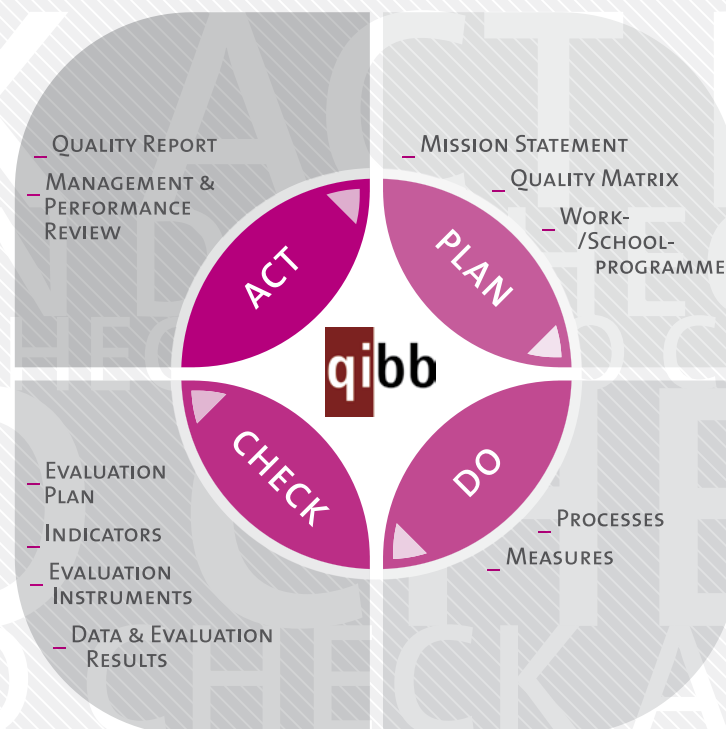 Quality Report
Management &
Performance
Review
ACT
Mission Statement
Quality Matrix
Work-
/School-
programme
PLAN
qibb
CHECK
DO
Evaluation
Plan
Indicators
Evaluation
Instruments
Data & Evaluation
Results
Processes
Measures